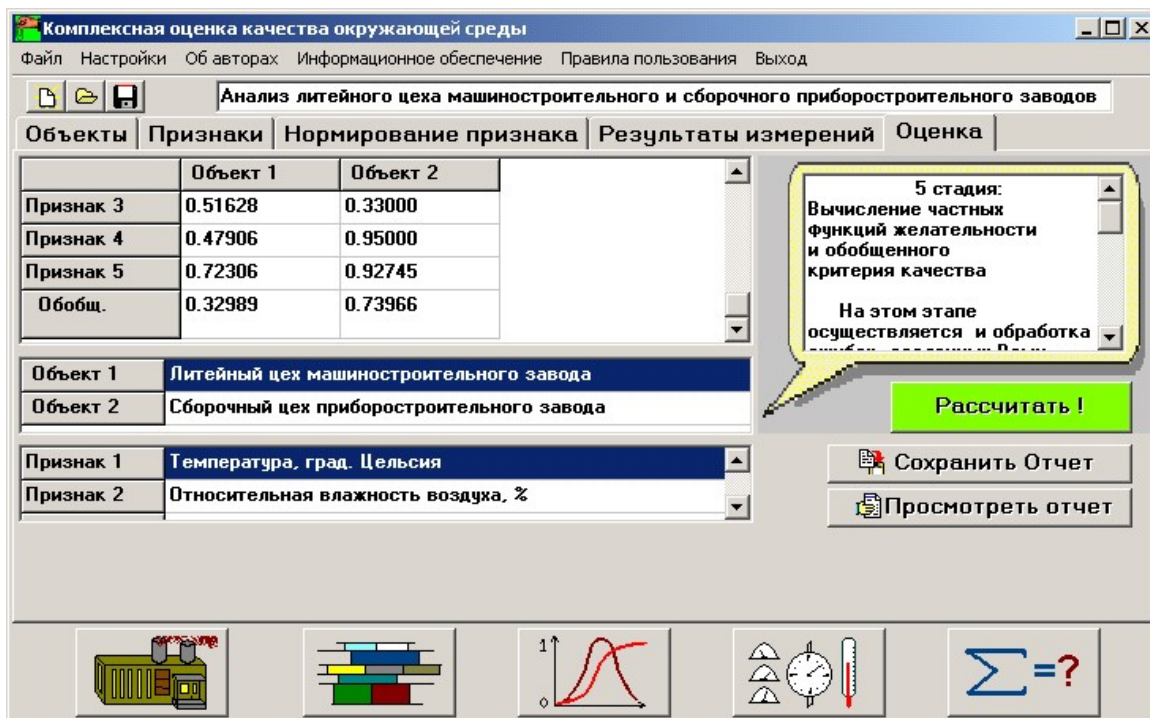 Комплексная оценка качества окружающей среды
Файл Настройки Об авторах Информационное обеспечение Правила пользования Выход
Анализ литейного цеха машиностроительного и сборочного приборостроительного заводов
Объекты Признаки Нормирование признака Результаты измерений Оценка
Объект 1 Объект 2
Признак 3 0.51628 0.33000
Признак 4 0.47906 0.95000
Признак 5 0.72306 0.92745
Обобщ. 0.32989 0.73966
5 стадия:
Вычисление частных
функций желательности
и обобщенного
критерия качества
На этом этапе
осуществляется и обработка
Объект 1 Литейный цех машиностроительного завода
Объект 2 Сборочный цех приборостроительного завода
Рассчитать !
Признак 1 Температура, град. Цельсия
Признак 2 Относительная влажность воздуха, %
Сохранить Отчет
Просмотреть отчет
1
0
Σ=?